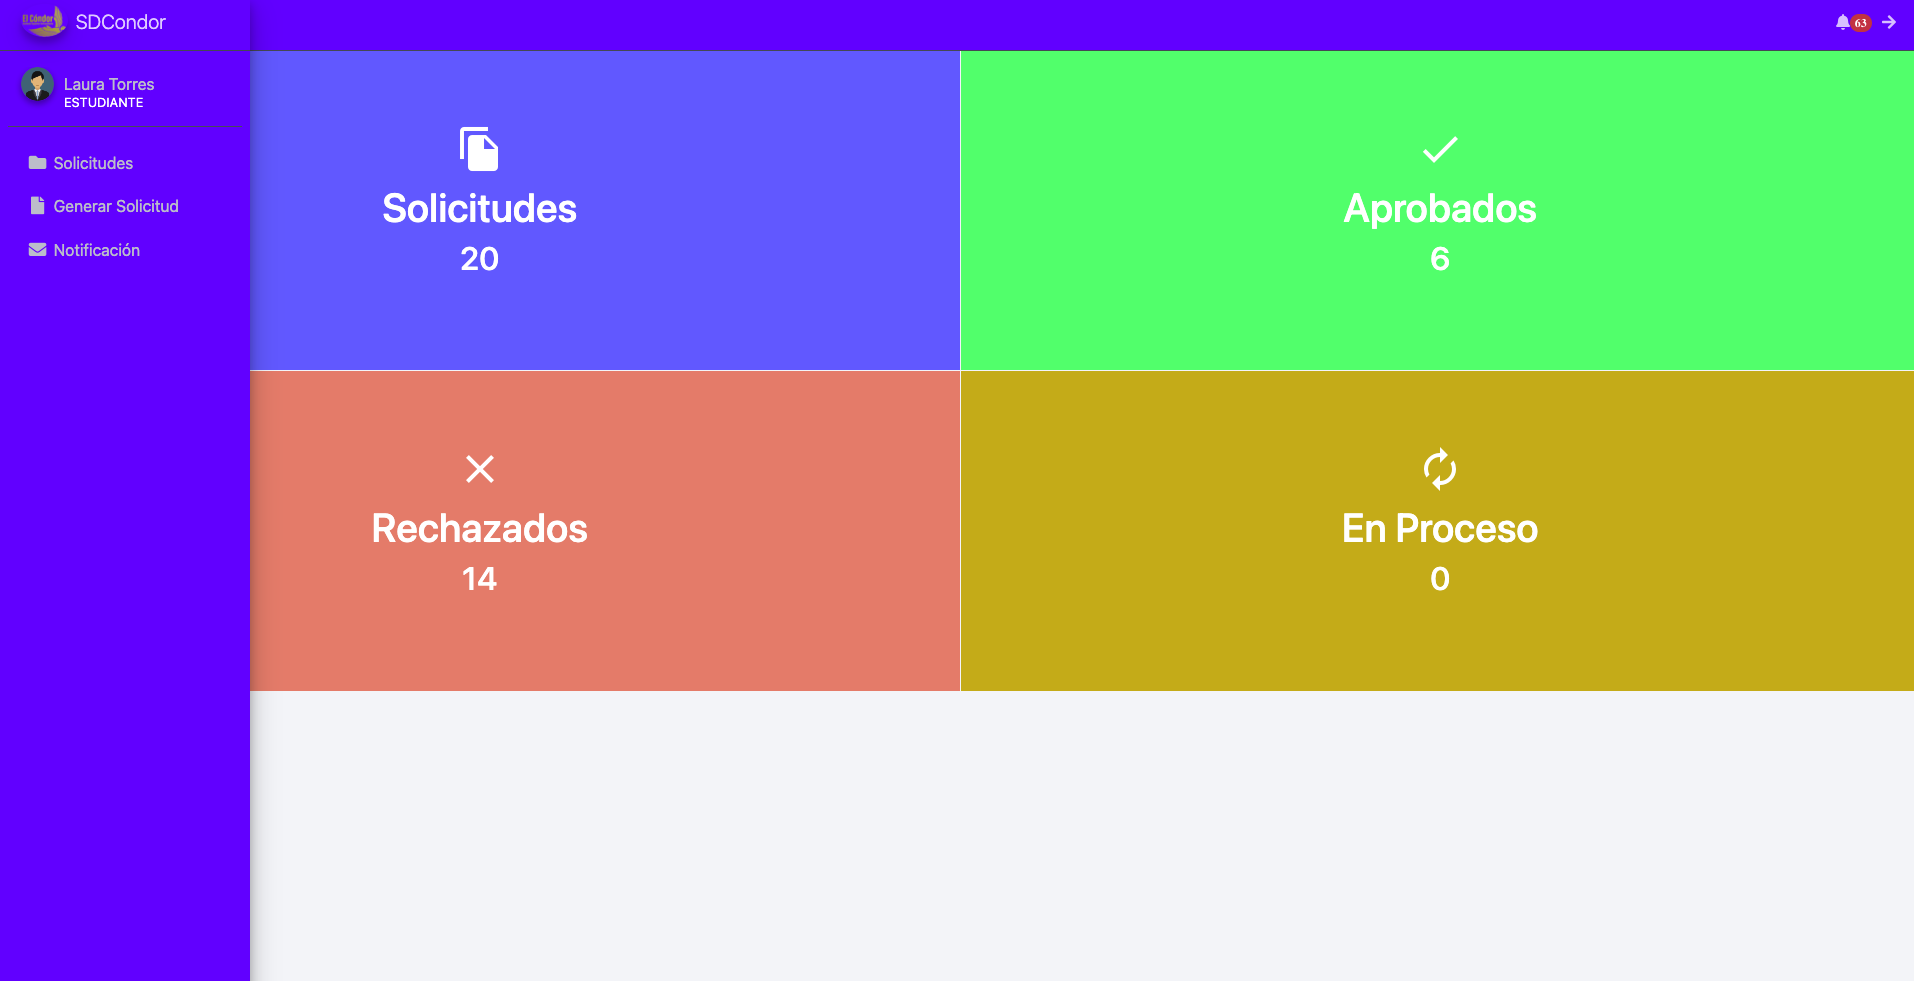 El Cóndor
SDCondor
63
Laura Torres
ESTUDIANTE
Solicitudes
Generar Solicitud
Notificación
Solicitudes
20
Aprobados
6
Rechazados
14
En Proceso
0